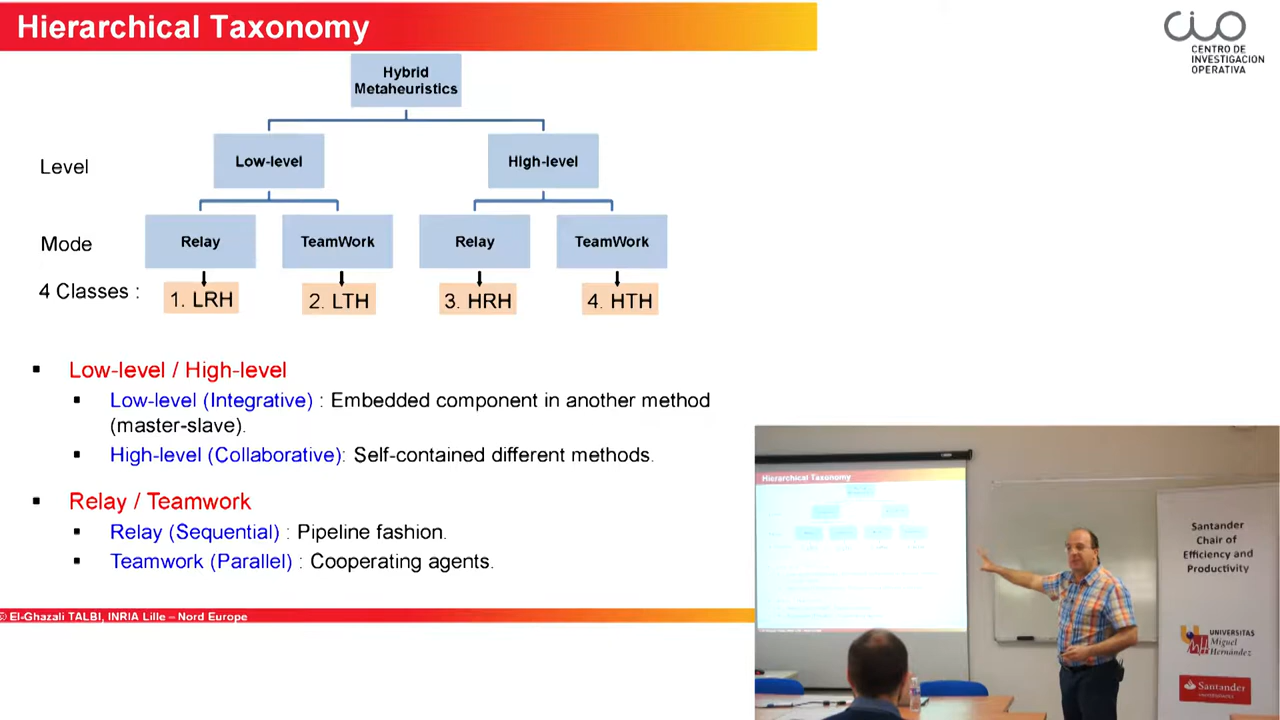 Hierarchical Taxonomy
CIO
CENTRO DE
INVESTIGACIÓN
OPERATIVA
Hybrid
Metaheuristics
Level
Low-level
High-level
Mode
Relay
TeamWork
Relay
TeamWork
4 Classes :
1. LRH
2. LTH
3. HRH
4. HTH
▪ Low-level / High-level
▪ Low-level (Integrative) : Embedded component in another method
(master-slave).
▪ High-level (Collaborative): Self-contained different methods.
▪ Relay / Teamwork
▪ Relay (Sequential) : Pipeline fashion.
▪ Teamwork (Parallel) : Cooperating agents.
© El-Ghazali TALBI, INRIA Lille – Nord Europe
Hierarchical Taxonomy
Santander
Chair of
Efficiency and
Productivity
UNIVERSITAS
Miguel
Hernández
Santander